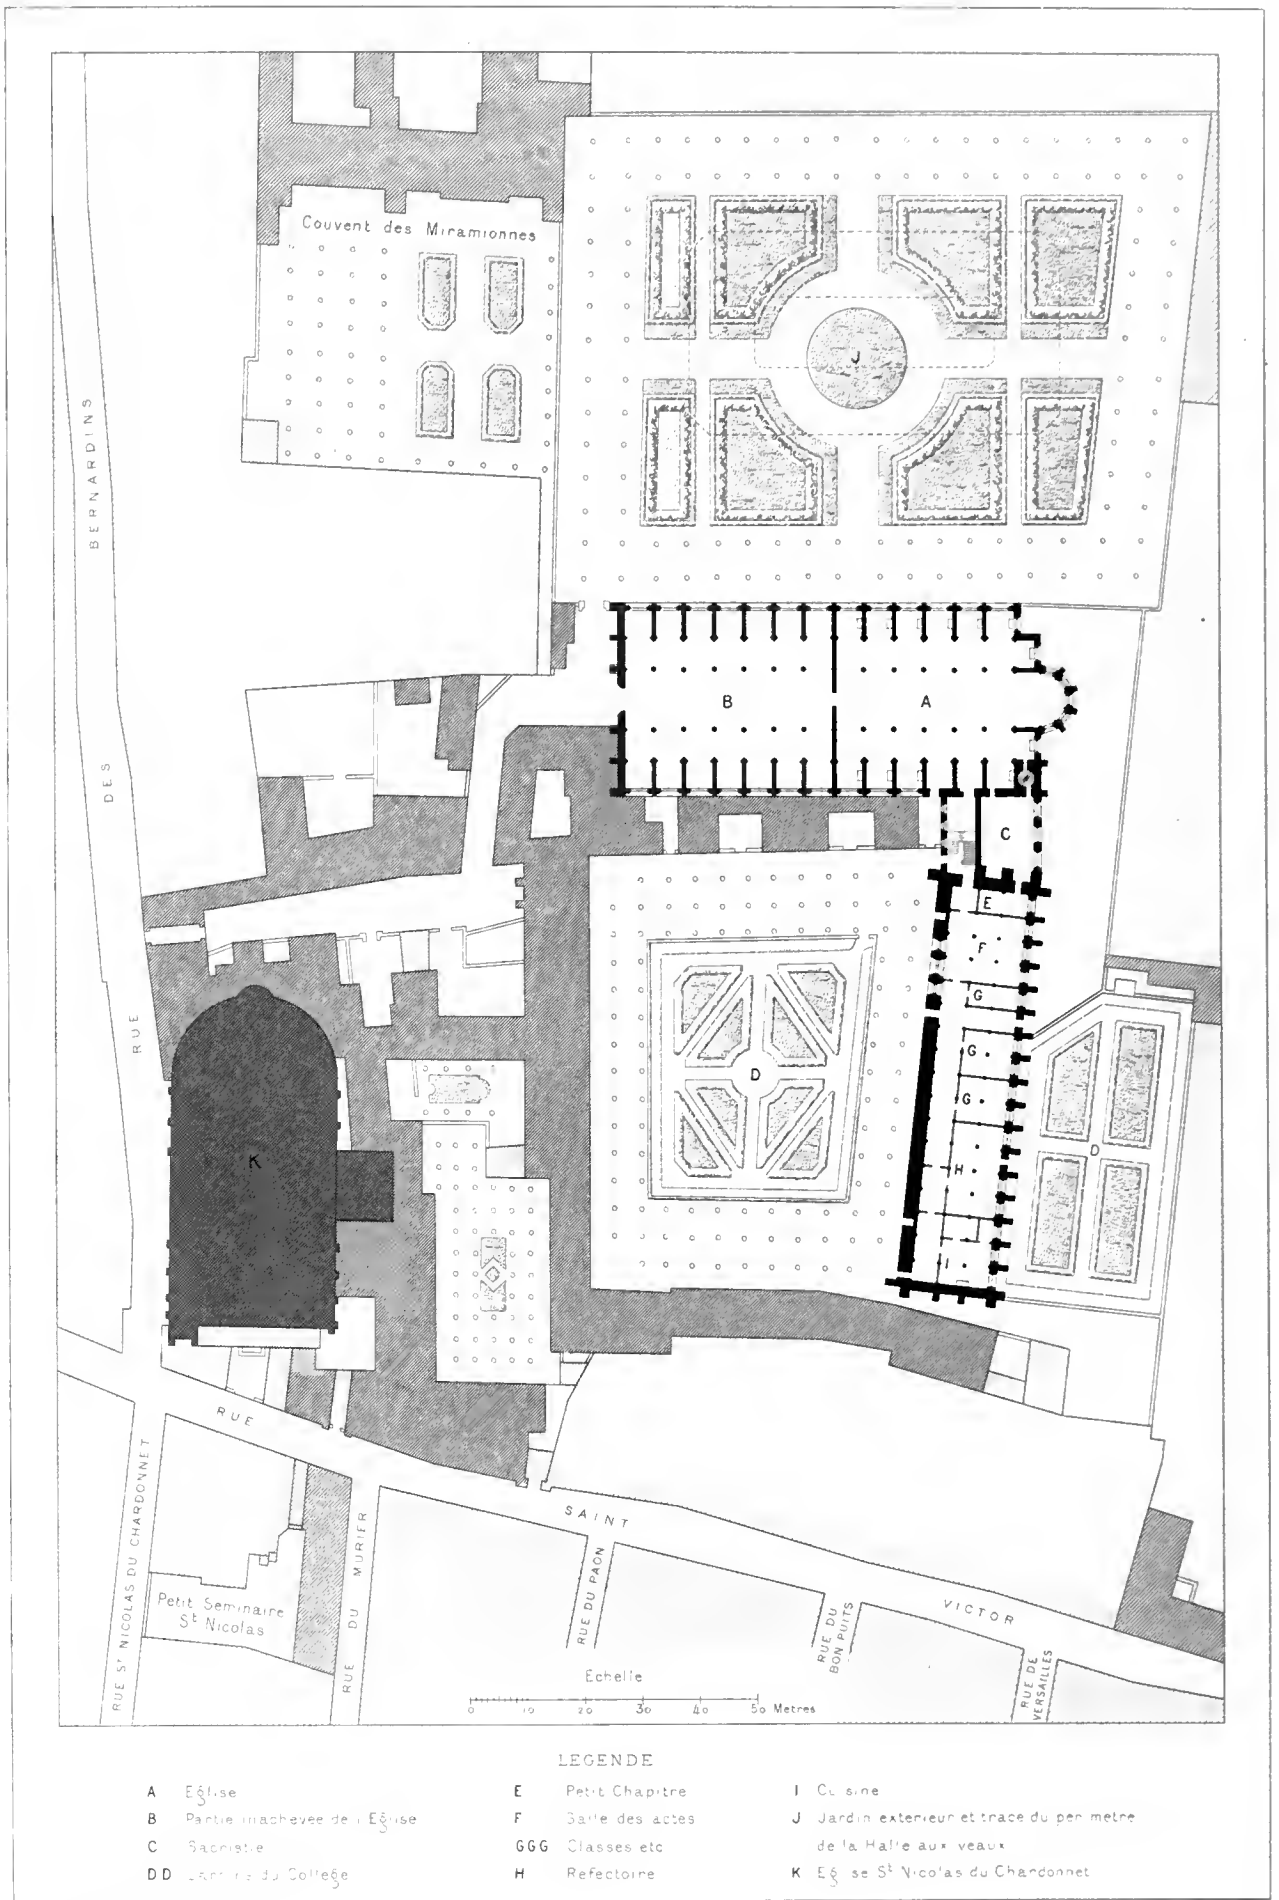 Couvent des Miramionnes
J
RUE DES BERNARDINS
B
A
C
E
F
G
G
G
D
H
D
I
K
RUE SAINT VICTOR
RUE St NICOLAS DU CHARDONNET
RUE DU MURIER
Petit Seminaire
St Nicolas
RUE DU PAON
RUE DU
BON PUITS
RUE DE
VERSAILLES
Echelle
0 10 20 30 40 50 Metres
LEGENDE
A Eglise
B Partie inachevée de l'Eglise
C Sacristie
DD Jardins du College
E Petit Chapitre
F Salle des actes
GGG Classes etc
H Refectoire
I Cuisine
J Jardin exterieur et tracé du perimetre
de la Halle aux veaux
K Eglise St Nicolas du Chardonnet